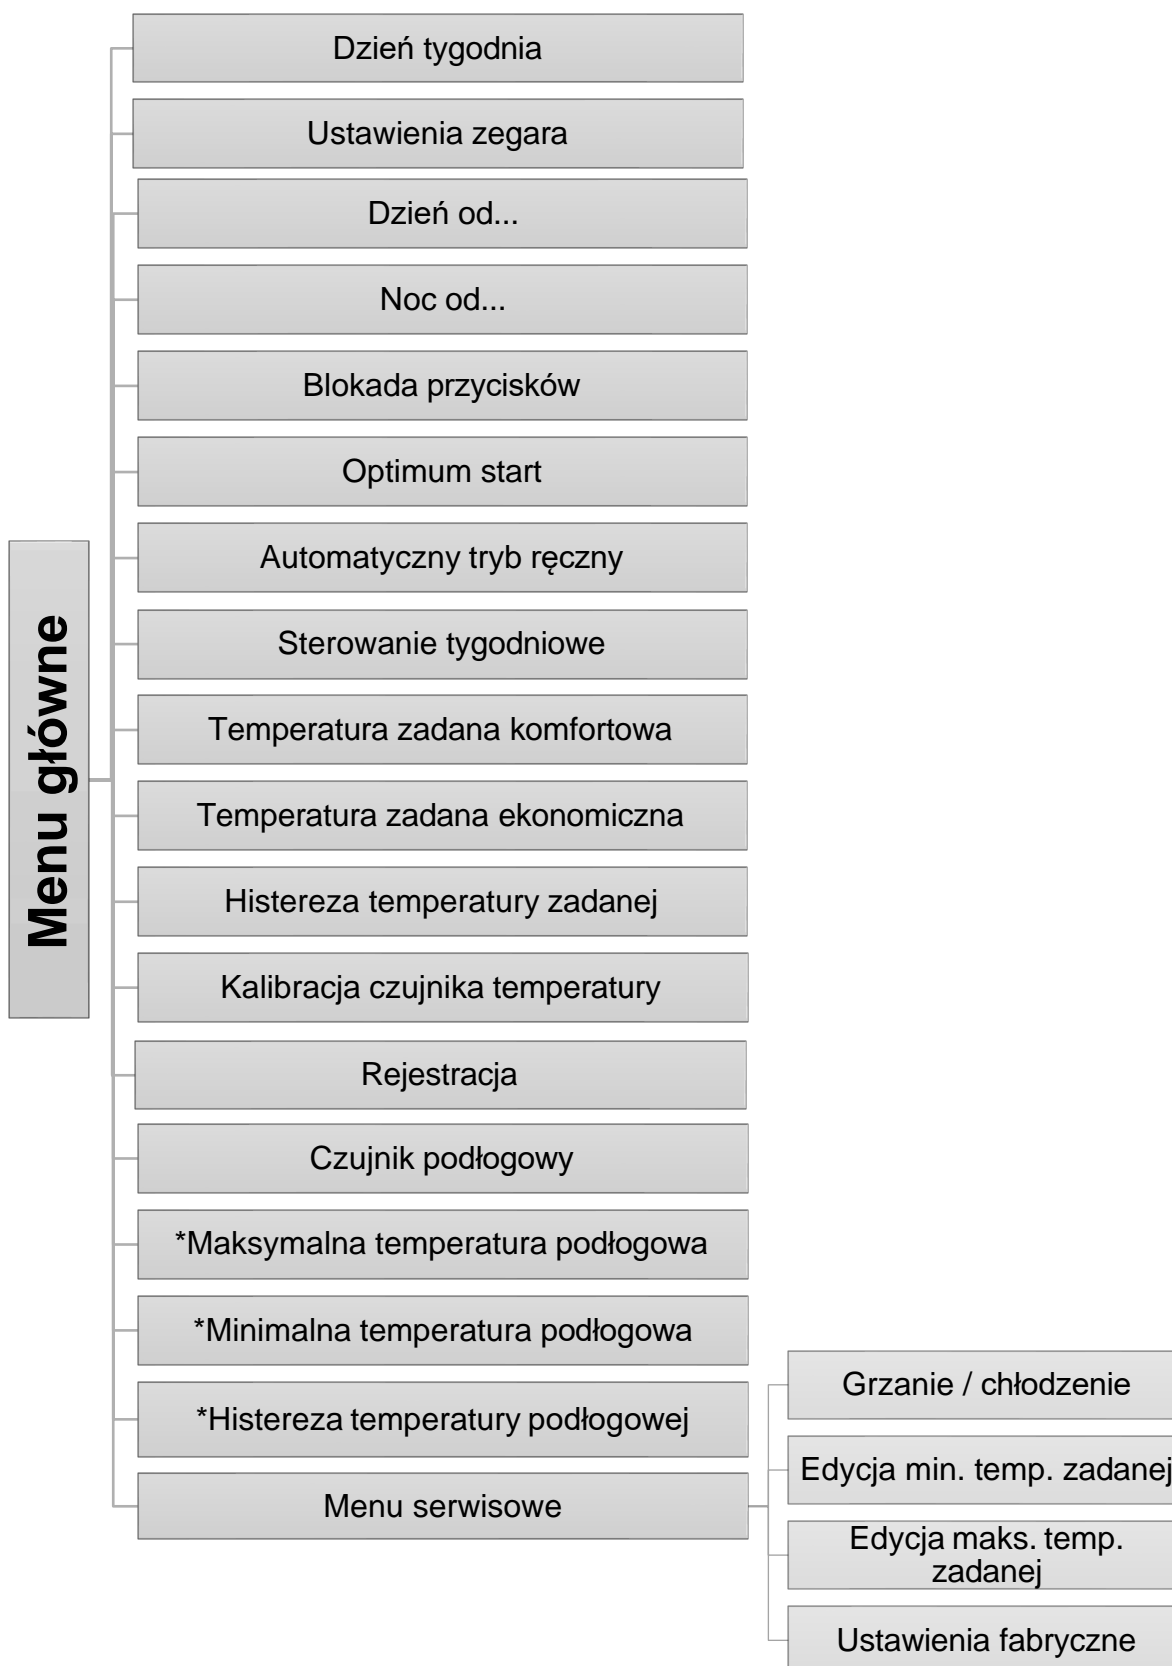 Menu główne
Dzień tygodnia
Ustawienia zegara
Dzień od...
Noc od...
Blokada przycisków
Optimum start
Automatyczny tryb ręczny
Sterowanie tygodniowe
Temperatura zadana komfortowa
Temperatura zadana ekonomiczna
Histereza temperatury zadanej
Kalibracja czujnika temperatury
Rejestracja
Czujnik podłogowy
*Maksymalna temperatura podłogowa
*Minimalna temperatura podłogowa
*Histereza temperatury podłogowej
Menu serwisowe
Grzanie / chłodzenie
Edycja min. temp. zadanej
Edycja maks. temp.
zadanej
Ustawienia fabryczne